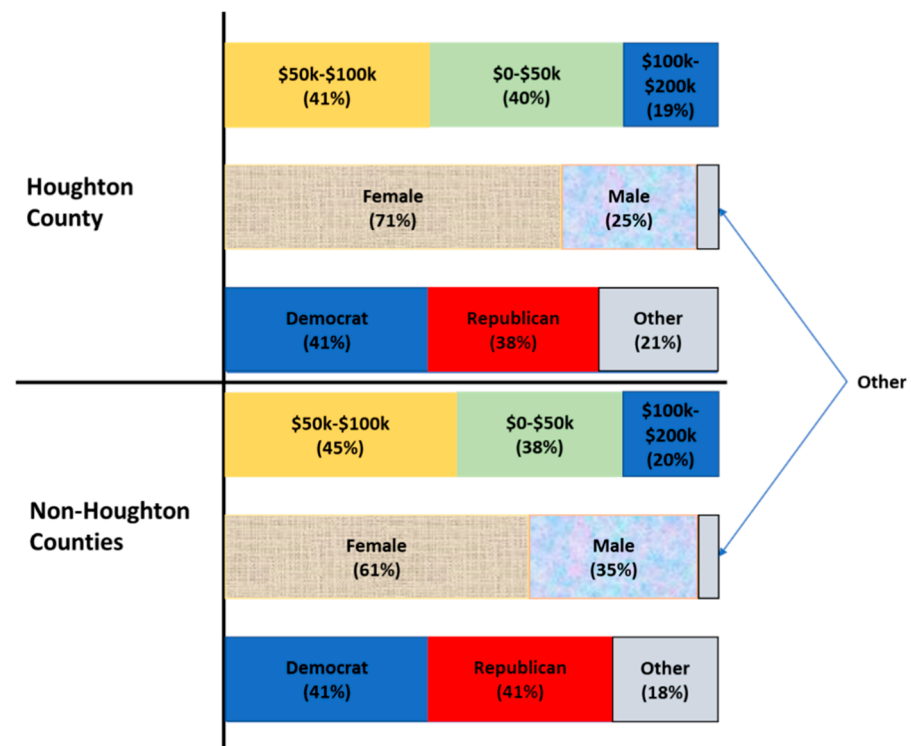 $50k-$100k
(41%)
$0-$50k
(40%)
$100k-
$200k
(19%)
Houghton
County
Female
(71%)
Male
(25%)
Democrat
(41%)
Republican
(38%)
Other
(21%)
Other
$50k-$100k
(45%)
$0-$50k
(38%)
$100k-
$200k
(20%)
Non-Houghton
Counties
Female
(61%)
Male
(35%)
Democrat
(41%)
Republican
(41%)
Other
(18%)